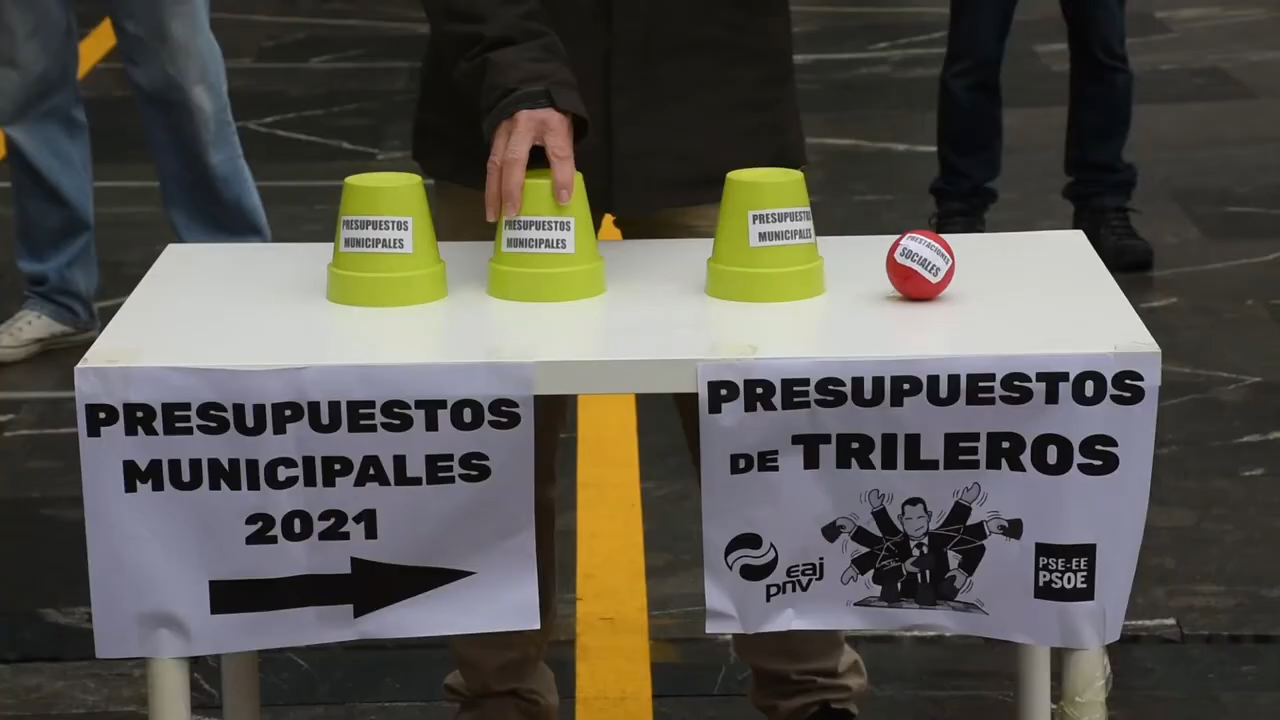 PRESUPUESTOS
MUNICIPALES
PRESUPUESTOS
MUNICIPALES
PRESUPUESTOS
MUNICIPALES
PRESTACIONES
SOCIALES
PRESUPUESTOS
MUNICIPALES
2021
PRESUPUESTOS
DE TRILEROS
eaj
pnv
PSE-EE
PSOE